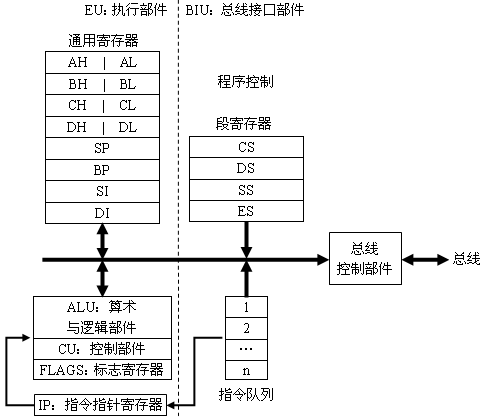 EU：执行部件
BIU：总线接口部件
通用寄存器
AH | AL
BH | BL
CH | CL
DH | DL
SP
BP
SI
DI
程序控制
段寄存器
CS
DS
SS
ES
总线
控制部件
总线
ALU：算术
与逻辑部件
CU：控制部件
FLAGS：标志寄存器
IP：指令指针寄存器
1
2
…
n
指令队列